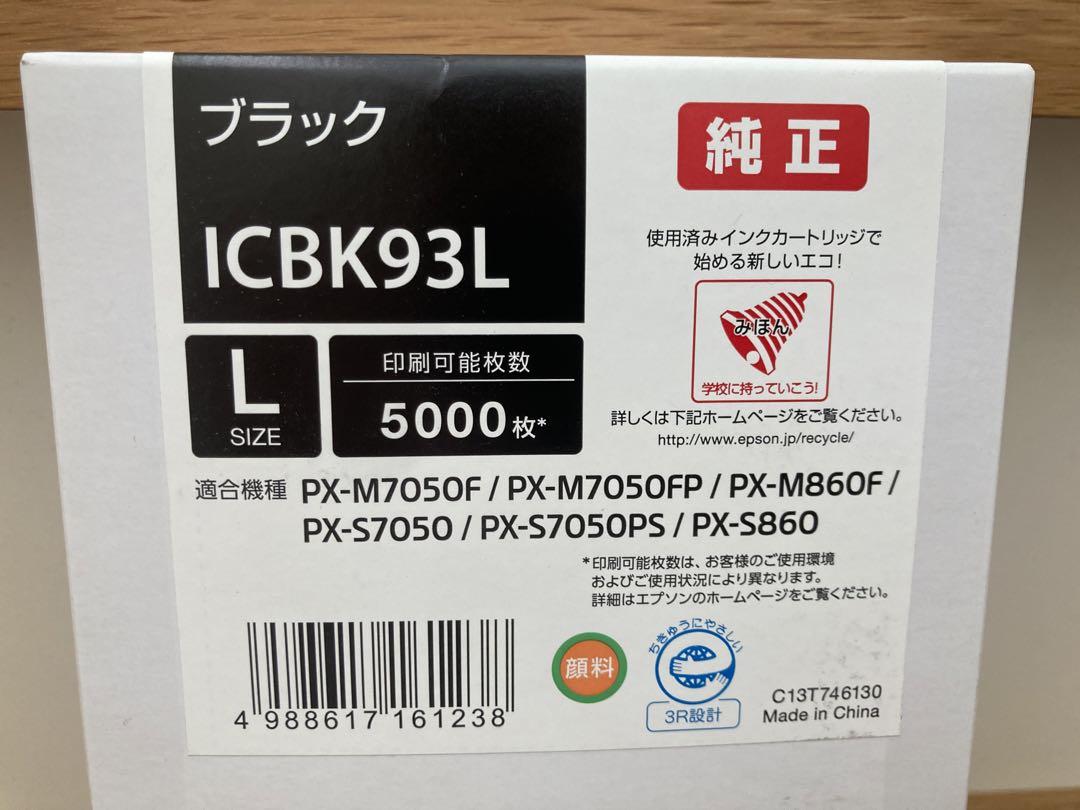 ブラック
ICBK93L
L
SIZE
印刷可能枚数
5000枚*
純正
使用済みインクカートリッジで
始める新しいエコ!
みほん
学校に持っていこう!
詳しくは下記ホームページをご覧ください。
http://www.epson.jp/recycle/
適合機種 PX-M7050F / PX-M7050FP / PX-M860F /
PX-S7050 / PX-S7050PS / PX-S860
*印刷可能枚数は、お客様のご使用環境
およびご使用状況により異なります。
詳細はエプソンのホームページをご覧ください。
4 988617 161238
顔料
ちきゅうにやさしい
e
3R設計
C13T746130
Made in China